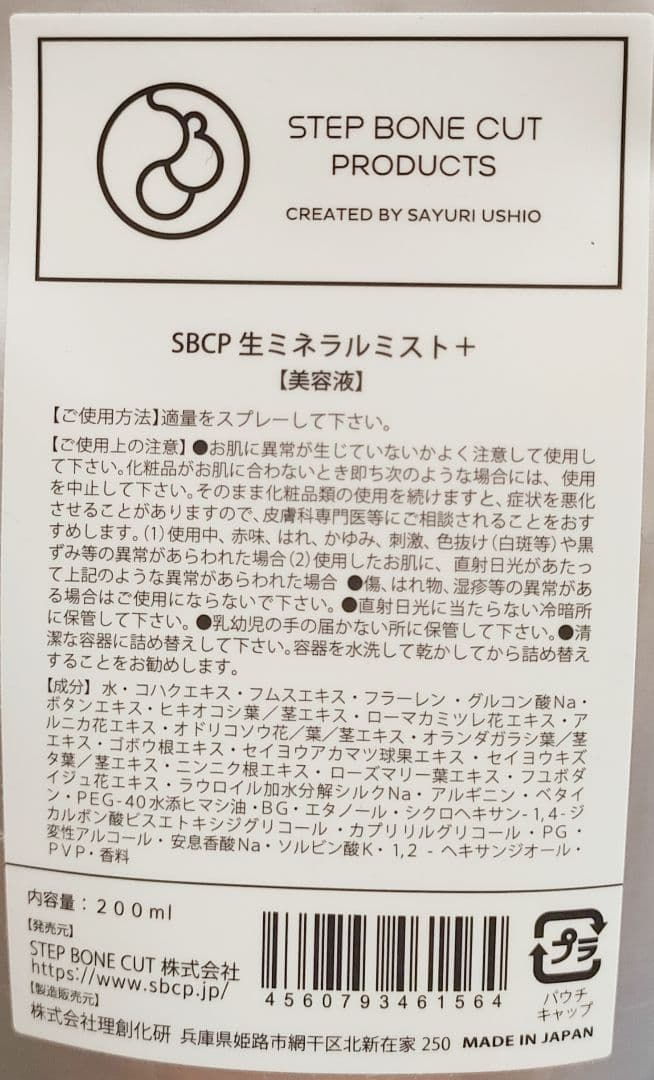 STEP BONE CUT
PRODUCTS
CREATED BY SAYURI USHIO
SBCP 生ミネラルミスト＋
【美容液】
【ご使用方法】適量をスプレーして下さい。
【ご使用上の注意】●お肌に異常が生じていないかよく注意して使用し
て下さい。化粧品がお肌に合わないとき即ち次のような場合には、使用
を中止して下さい。そのまま化粧品類の使用を続けますと、症状を悪化
させることがありますので、皮膚科専門医等にご相談されることをおす
すめします。（1）使用中、赤味、はれ、かゆみ、刺激、色抜け（白斑等）や黒
ずみ等の異常があらわれた場合（2）使用したお肌に、直射日光があたっ
て上記のような異常があらわれた場合 ●傷、はれ物、湿疹等の異常があ
る場合はご使用にならないで下さい。●直射日光に当たらない冷暗所
に保管して下さい。●乳幼児の手の届かない所に保管して下さい。●清
潔な容器に詰め替えして下さい。容器を水洗して乾かしてから詰め替え
することをお勧めします。
【成分】水・コハクエキス・フムスエキス・フラーレン・グルコン酸Na・
ボタンエキス・ヒキオコシ葉／茎エキス・ローマカミツレ花エキス・ア
ルニカ花エキス・オドリコソウ花／葉／茎エキス・オランダガラシ葉／茎
エキス・ゴボウ根エキス・セイヨウアカマツ球果エキス・セイヨウキズ
タ葉／茎エキス・ニンニク根エキス・ローズマリー葉エキス・フユボダ
イジュ花エキス・ラウロイル加水分解シルクNa・アルギニン・ベタイ
ン・PEG-40水添ヒマシ油・BG・エタノール・シクロヘキサン-1,4-ジ
カルボン酸ビスエトキシジグリコール・カプリリルグリコール・PG・
変性アルコール・安息香酸Na・ソルビン酸K・1,2-ヘキサンジオール・
PVP・香料
内容量：200ml
【発売元】
STEP BONE CUT 株式会社
https://www.sbcp.jp/
【製造販売元】
株式会社理創化研 兵庫県姫路市網干区北新在家 250
4560793461564
プラ
パウチ
キャップ
MADE IN JAPAN